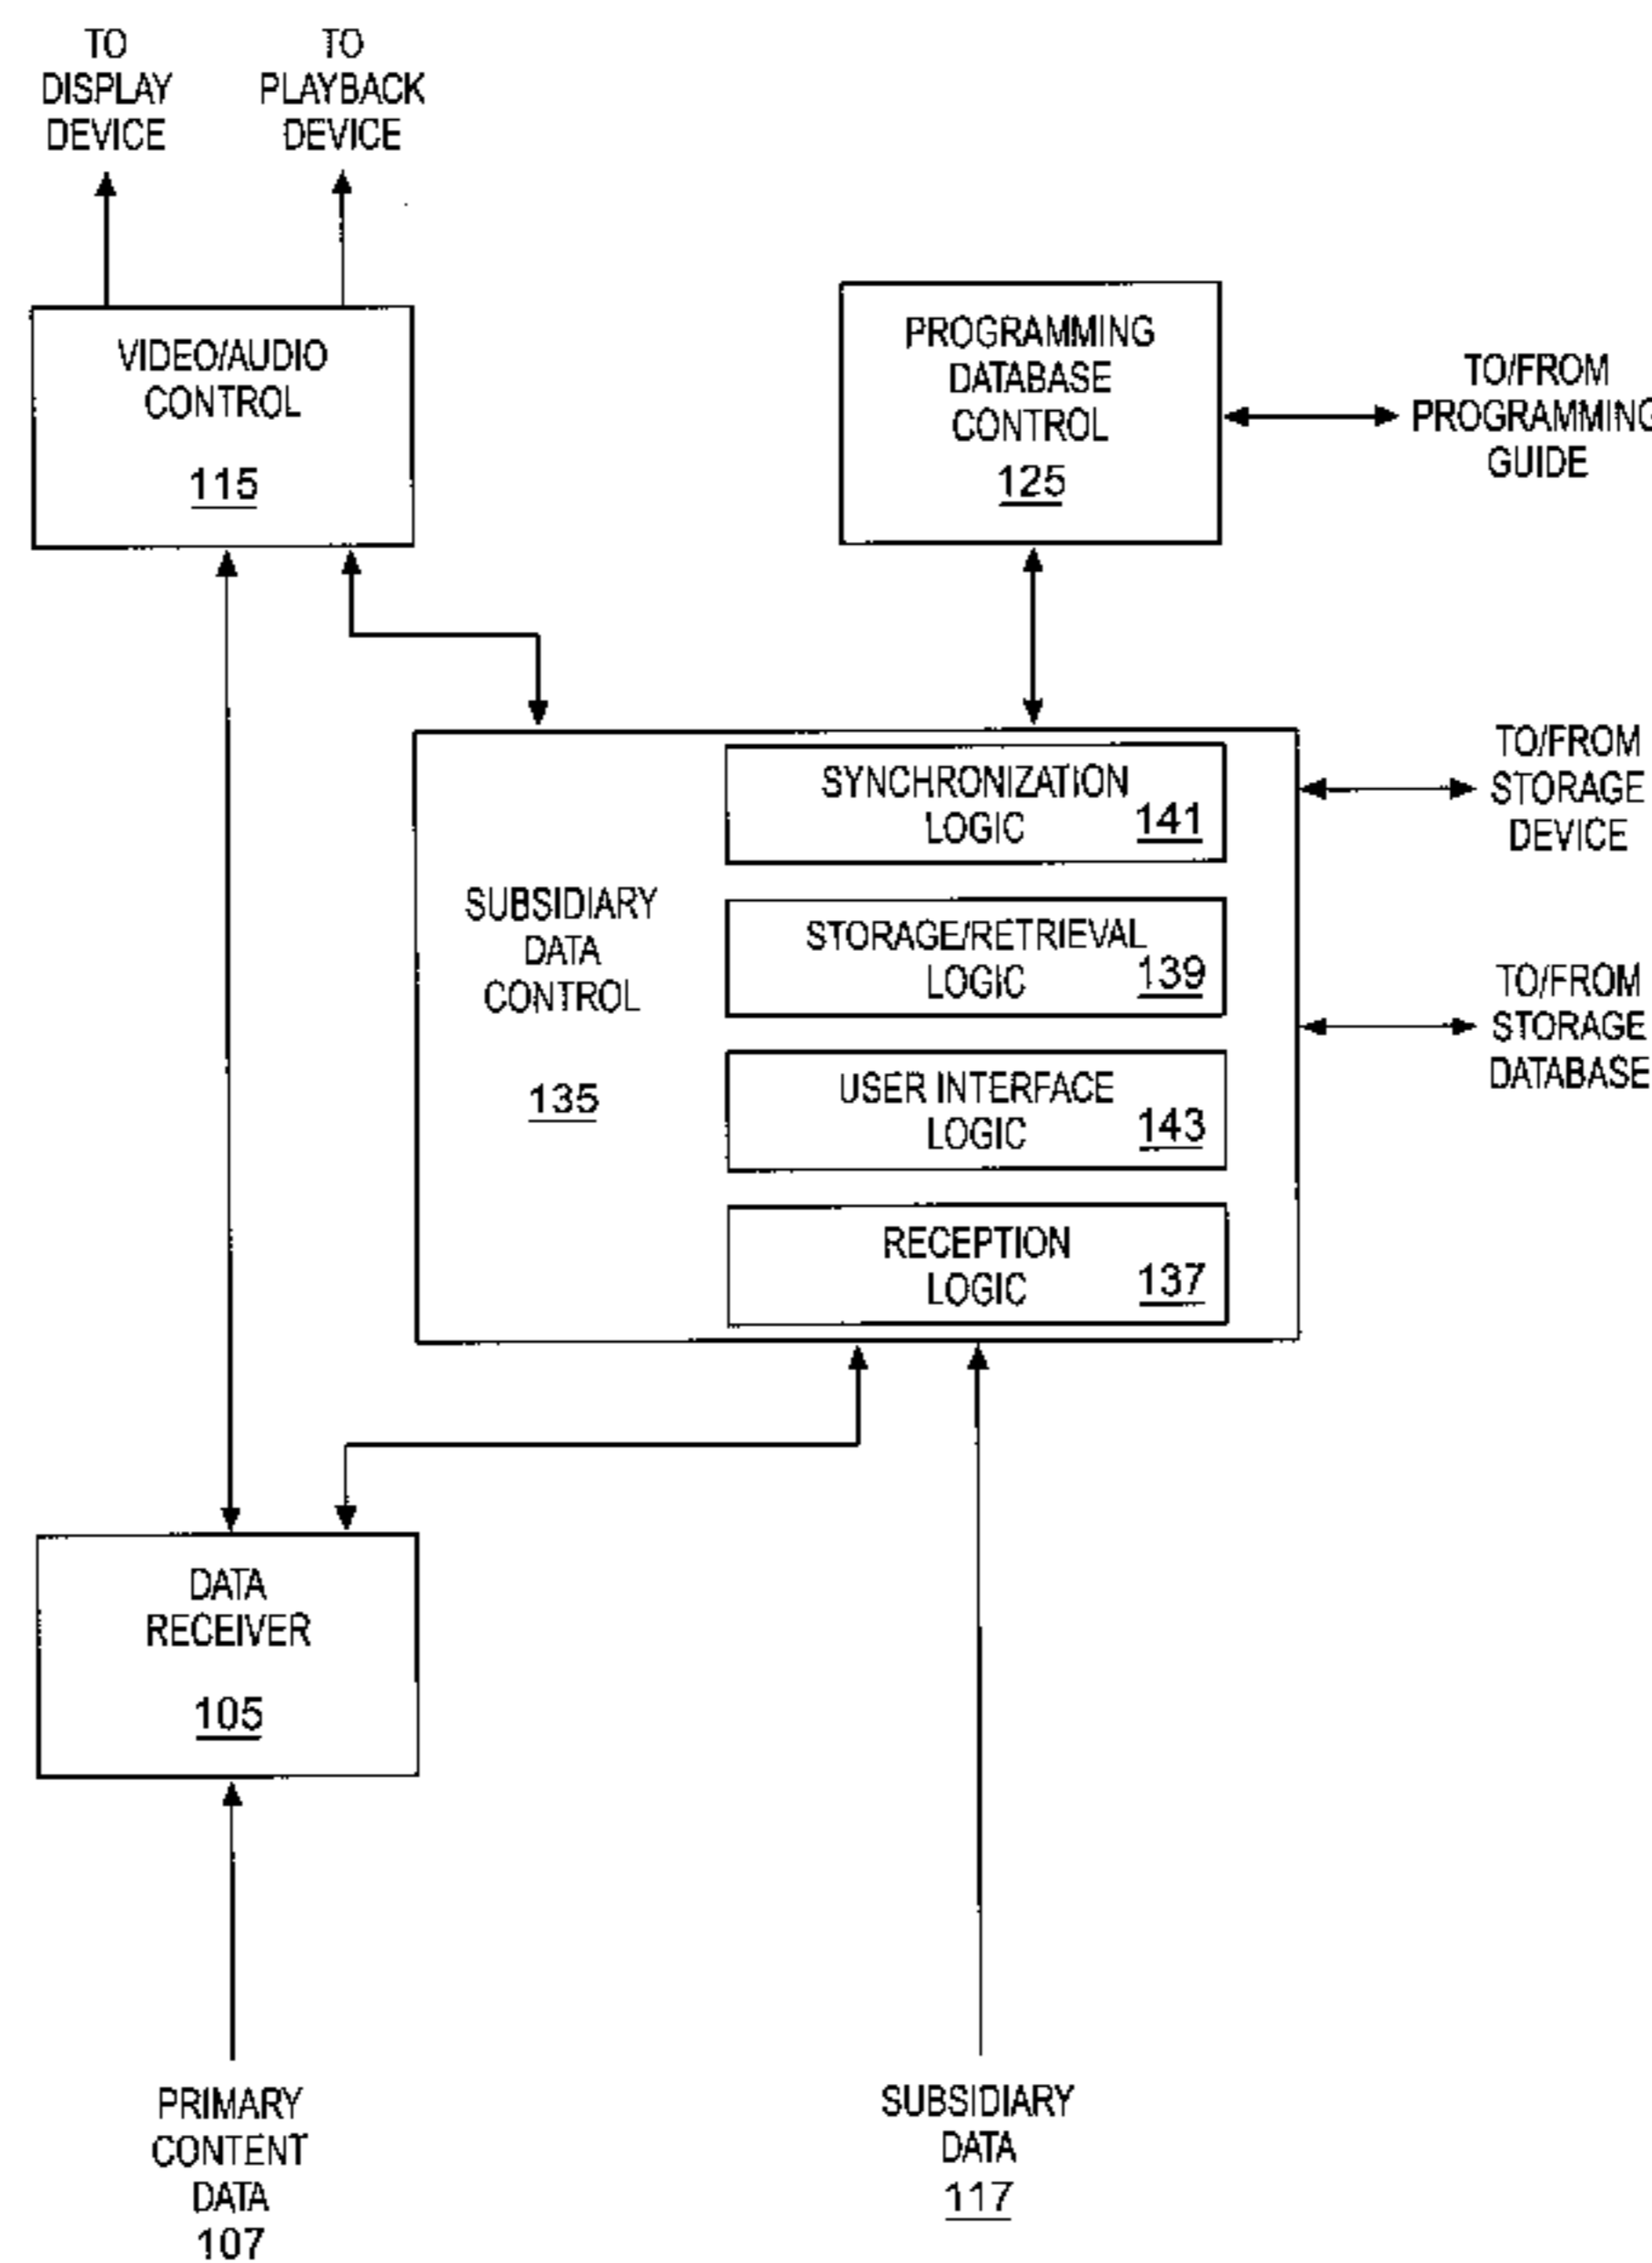 TO
DISPLAY
DEVICE
TO
PLAYBACK
DEVICE
VIDEO/AUDIO
CONTROL
115
PROGRAMMING
DATABASE
CONTROL
125
TO/FROM
PROGRAMMING
GUIDE
SUBSIDIARY
DATA
CONTROL
135
SYNCHRONIZATION
LOGIC 141
STORAGE/RETRIEVAL
LOGIC 139
USER INTERFACE
LOGIC 143
RECEPTION
LOGIC 137
TO/FROM
STORAGE
DEVICE
TO/FROM
STORAGE
DATABASE
DATA
RECEIVER
105
PRIMARY
CONTENT
DATA
107
SUBSIDIARY
DATA
117